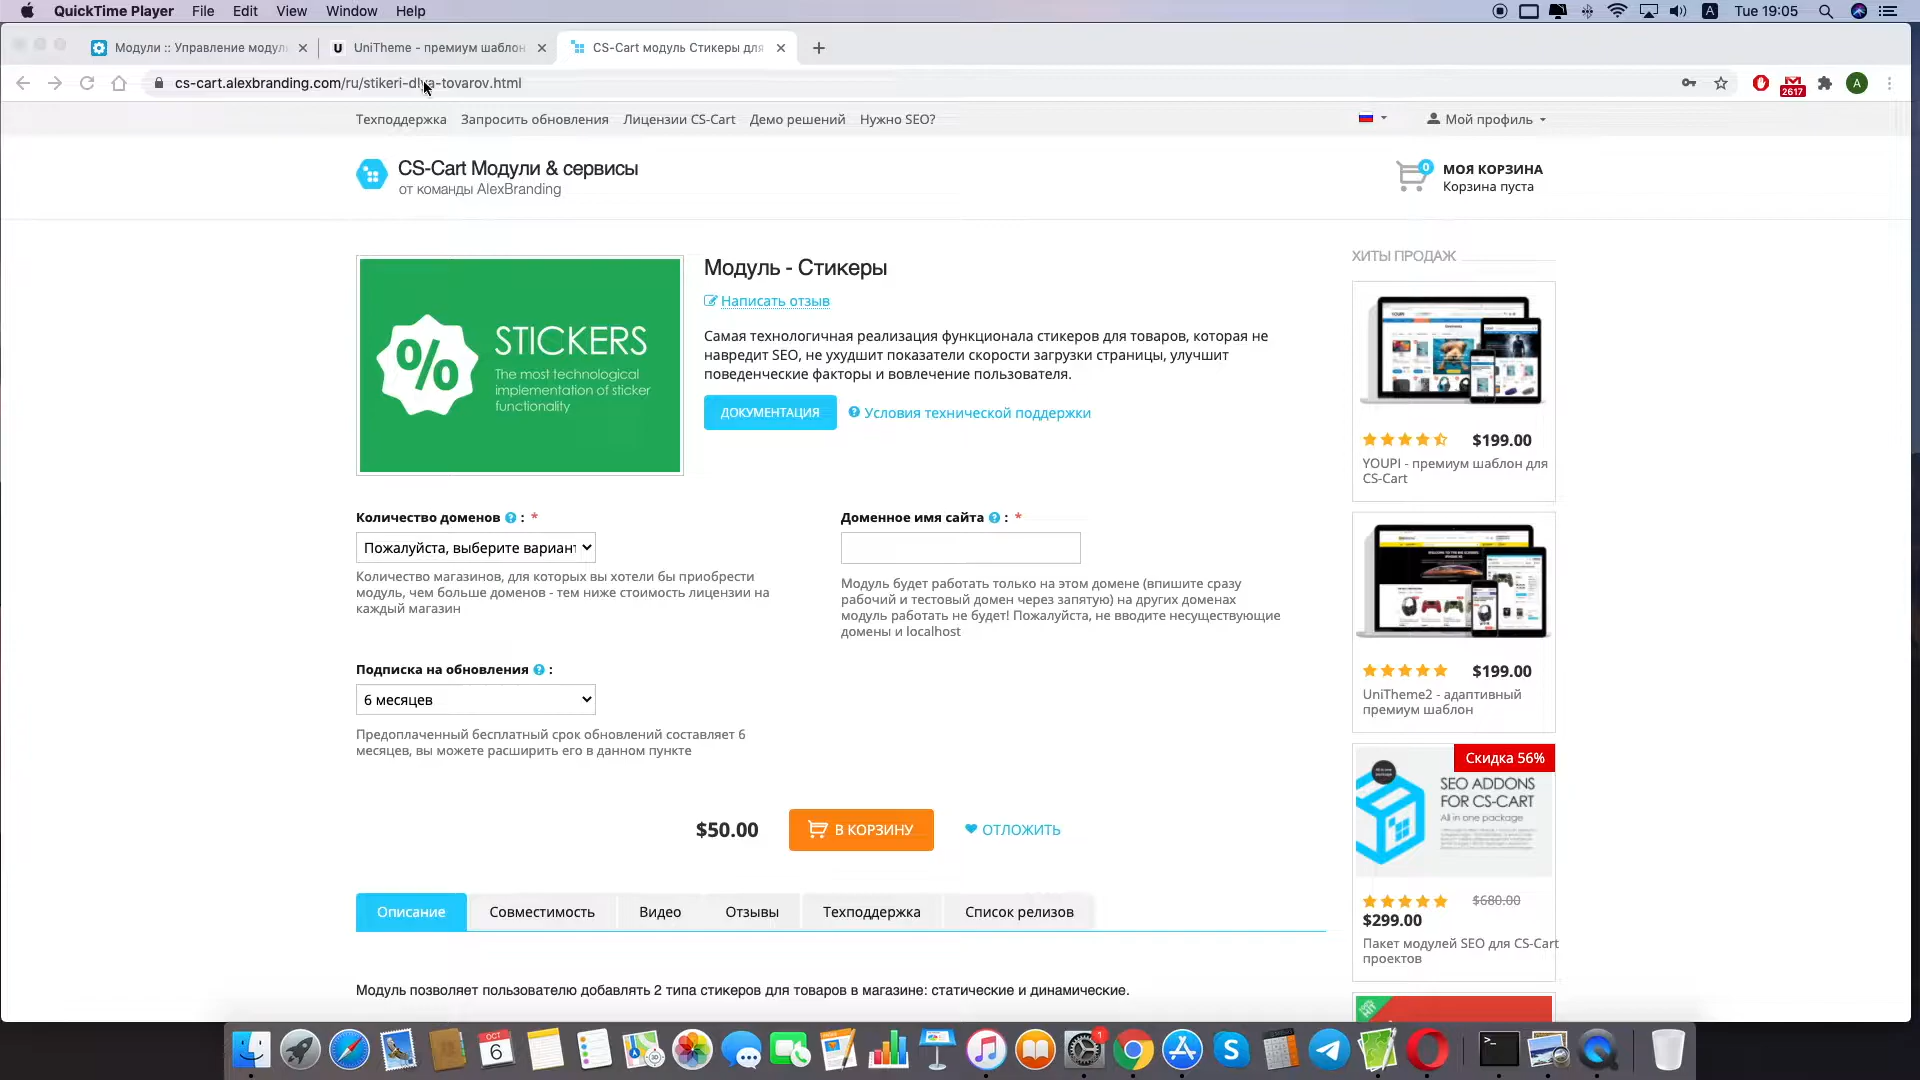 QuickTime Player File Edit View Window Help
Tue 19:05
Модули :: Управление модул
UniTheme - премиум шаблон
CS-Cart модуль Стикеры для
cs-cart.alexbranding.com/ru/stikeri-dlya-tovarov.html
2617
A
Техподдержка Запросить обновления Лицензии CS-Cart Демо решений Нужно SEO?
Мой профиль
CS-Cart Модули & сервисы
от команды AlexBranding
0
МОЯ КОРЗИНА
Корзина пуста
% STICKERS
The most technological
implementation of sticker
functionality
Модуль - Стикеры
Написать отзыв
Самая технологичная реализация функционала стикеров для товаров, которая не
навредит SEO, не ухудшит показатели скорости загрузки страницы, улучшит
поведенческие факторы и вовлечение пользователя.
ДОКУМЕНТАЦИЯ
Условия технической поддержки
Количество доменов ? : *
Пожалуйста, выберите вариант
Количество магазинов, для которых вы хотели бы приобрести
модуль, чем больше доменов - тем ниже стоимость лицензии на
каждый магазин
Доменное имя сайта ? : *
Модуль будет работать только на этом домене (впишите сразу
рабочий и тестовый домен через запятую) на других доменах
модуль работать не будет! Пожалуйста, не вводите несуществующие
домены и localhost
Подписка на обновления ? :
6 месяцев
Предоплаченный бесплатный срок обновлений составляет 6
месяцев, вы можете расширить его в данном пункте
$50.00
В КОРЗИНУ
ОТЛОЖИТЬ
Описание Совместимость Видео Отзывы Техподдержка Список релизов
Модуль позволяет пользователю добавлять 2 типа стикеров для товаров в магазине: статические и динамические.
ХИТЫ ПРОДАЖ
$199.00
YOUPI - премиум шаблон для
CS-Cart
$199.00
UniTheme2 - адаптивный
премиум шаблон
Скидка 56%
SEO ADDONS
FOR CS-CART
All in one package
$680.00
$299.00
Пакет модулей SEO для CS-Cart
проектов
OCT
6
1